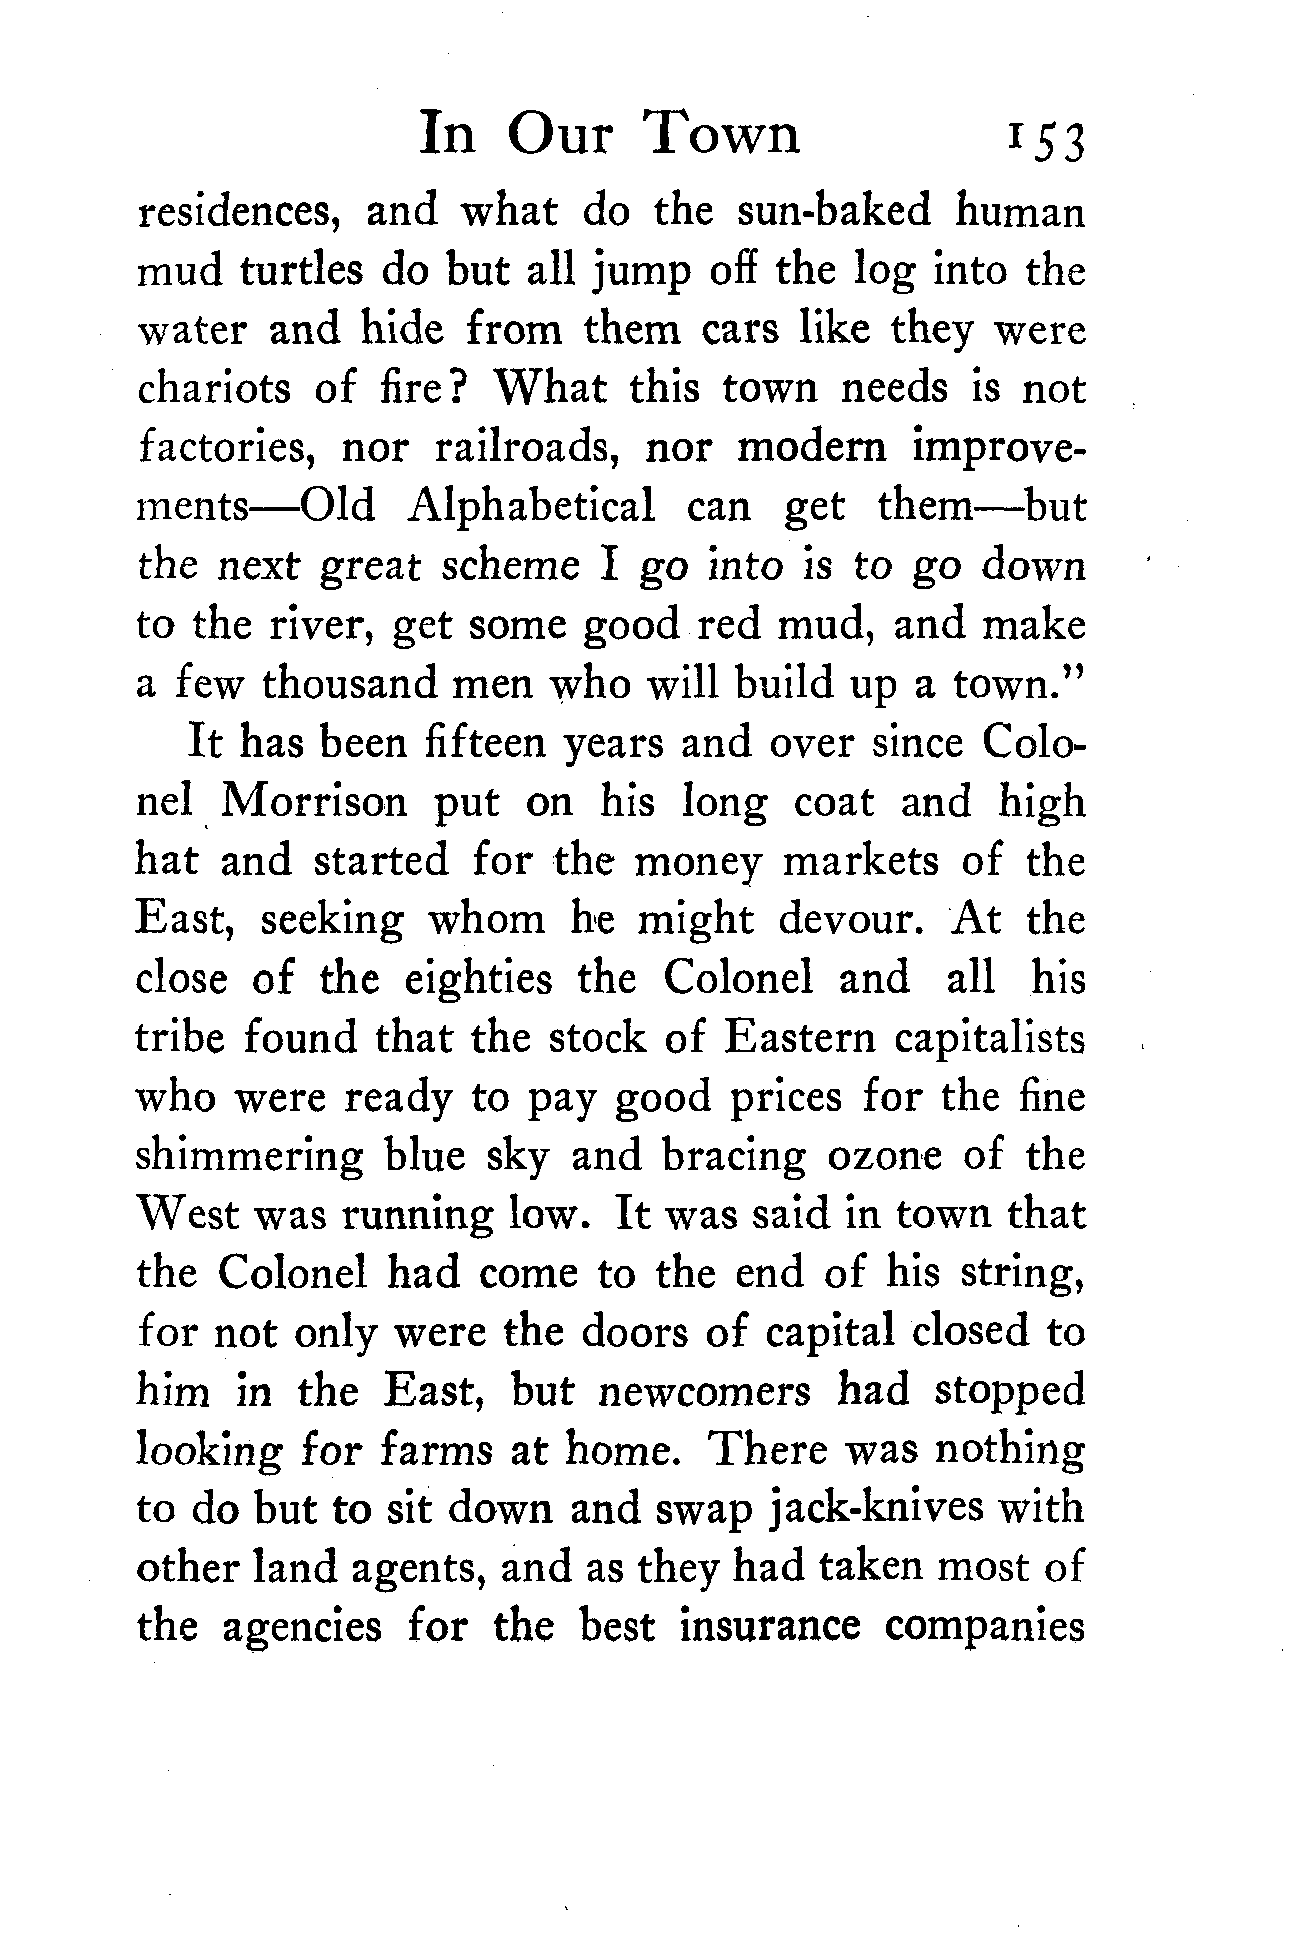 In Our Town 153
residences, and what do the sun-baked human
mud turtles do but all jump off the log into the
water and hide from them cars like they were
chariots of fire? What this town needs is not
factories, nor railroads, nor modern improve-
ments—Old Alphabetical can get them—but
the next great scheme I go into is to go down
to the river, get some good red mud, and make
a few thousand men who will build up a town.”
It has been fifteen years and over since Colo-
nel Morrison put on his long coat and high
hat and started for the money markets of the
East, seeking whom he might devour. At the
close of the eighties the Colonel and all his
tribe found that the stock of Eastern capitalists
who were ready to pay good prices for the fine
shimmering blue sky and bracing ozone of the
West was running low. It was said in town that
the Colonel had come to the end of his string,
for not only were the doors of capital closed to
him in the East, but newcomers had stopped
looking for farms at home. There was nothing
to do but to sit down and swap jack-knives with
other land agents, and as they had taken most of
the agencies for the best insurance companies